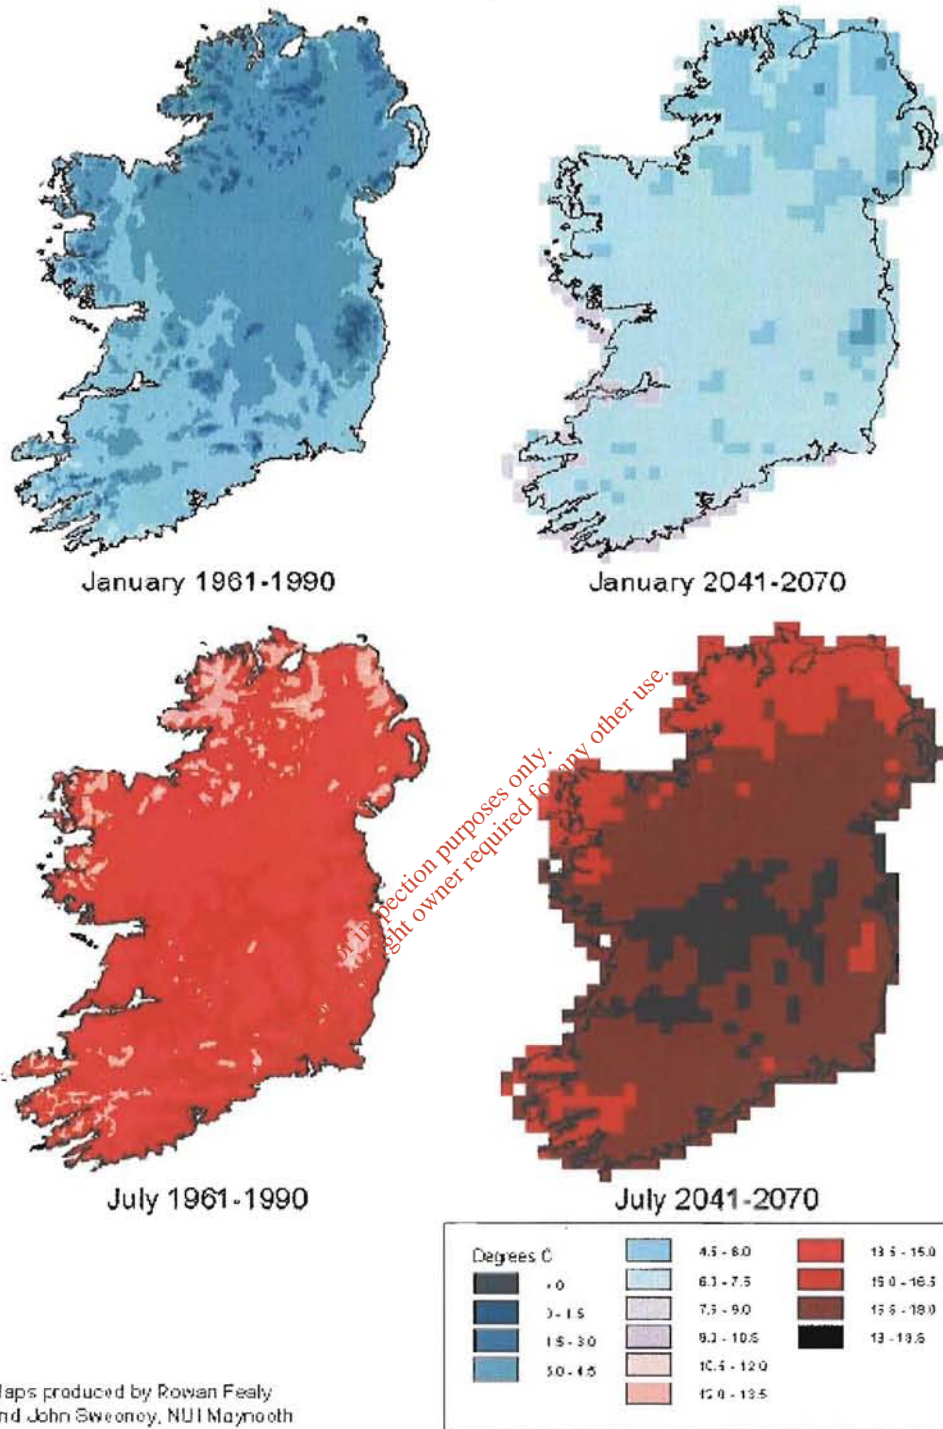 January 1961-1990
January 2041-2070
pection purposes only.
ght owner required for any other use.
July 1961-1990
July 2041-2070
Degrees C
4.5 - 6.0
13.5 - 15.0
6.0 - 7.5
15.0 - 16.5
0 - 1.5
7.5 - 9.0
16.5 - 18.0
1.5 - 3.0
9.0 - 10.5
18 - 19.5
3.0 - 4.5
10.5 - 12.0
12.0 - 13.5
aps produced by Rowan Fealy
nd John Sweeney, NUI Maynooth